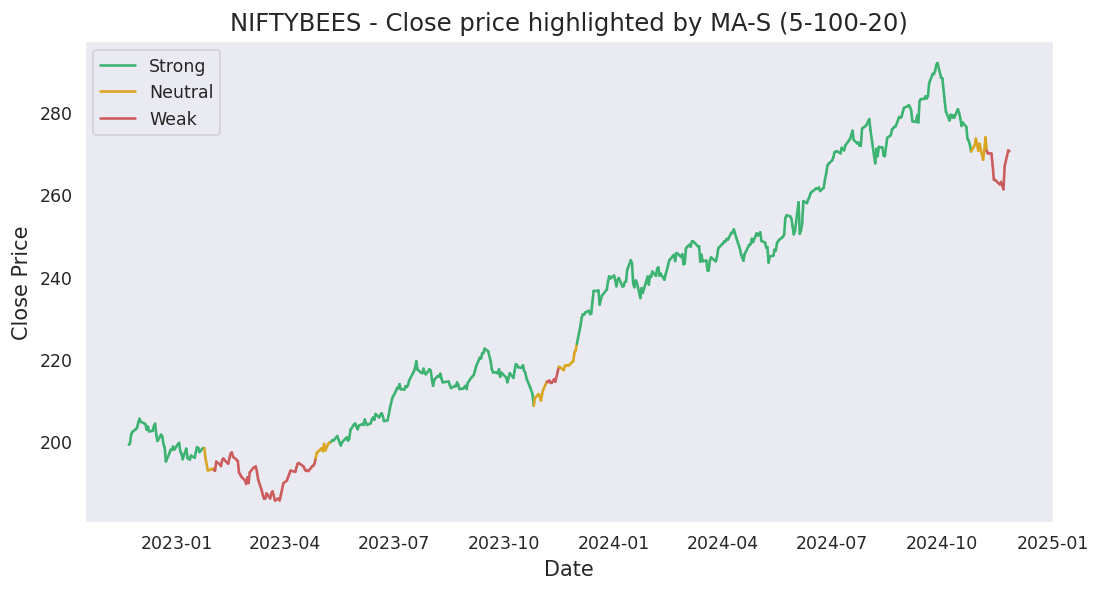 NIFTYBEES - Close price highlighted by MA-S (5-100-20)
Strong
Neutral
Weak
Close Price
280
260
240
220
200
2023-01 2023-04 2023-07 2023-10 2024-01 2024-04 2024-07 2024-10 2025-01
Date